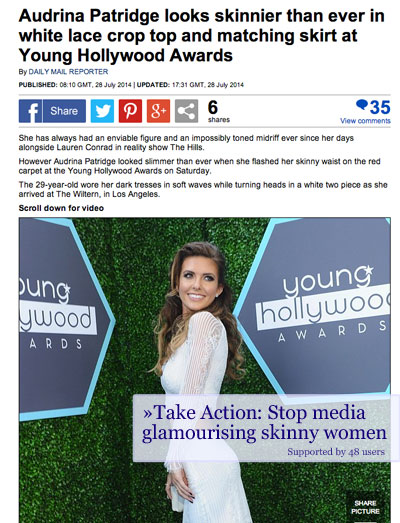 Audrina Patridge looks skinnier than ever in
white lace crop top and matching skirt at
Young Hollywood Awards
By DAILY MAIL REPORTER
PUBLISHED: 08:10 GMT, 28 July 2014 | UPDATED: 17:31 GMT, 28 July 2014
f Share
6
shares
35
View comments
She has always had an enviable figure and an impossibly toned midriff ever since her days
alongside Lauren Conrad in reality show The Hills.
However Audrina Patridge looked slimmer than ever when she flashed her skinny waist on the red
carpet at the Young Hollywood Awards on Saturday.
The 29-year-old wore her dark tresses in soft waves while turning heads in a white two piece as she
arrived at The Wiltern, in Los Angeles.
Scroll down for video
oung
ywood
ARDS
young
hollywood
AWARDS
»Take Action: Stop media
glamourising skinny women
Supported by 48 users
SHARE
PICTURE